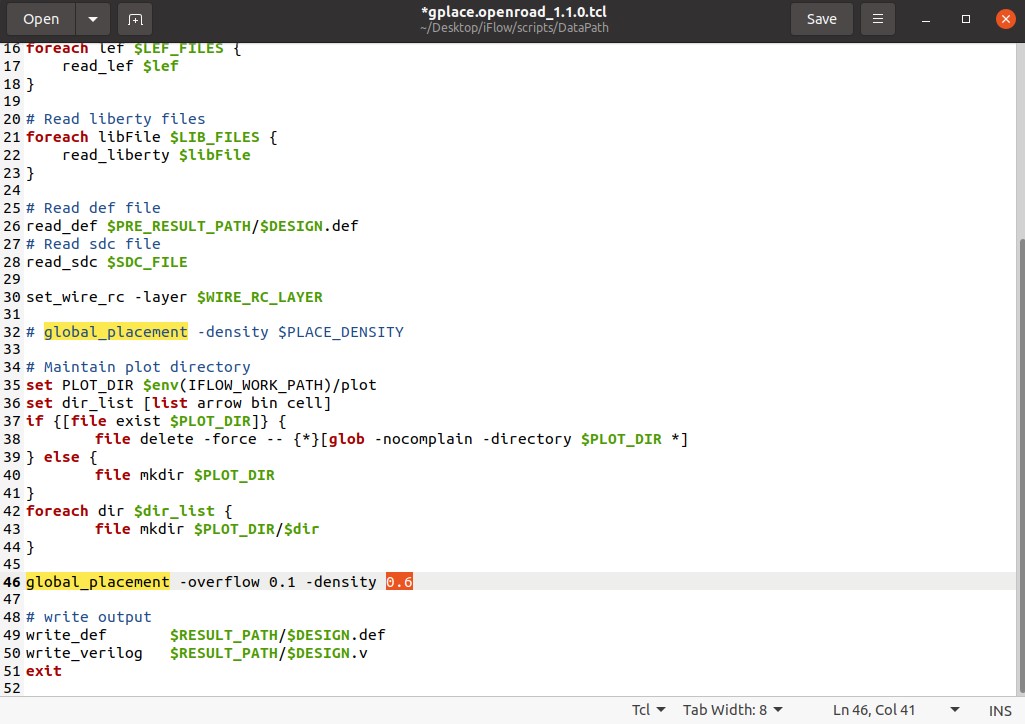 Open
*gplace.openroad_1.1.0.tcl
~/Desktop/iFlow/scripts/DataPath
Save
16 foreach lef $LEF_FILES {
17     read_lef $lef
18 }
19
20 # Read liberty files
21 foreach libFile $LIB_FILES {
22     read_liberty $libFile
23 }
24
25 # Read def file
26 read_def $PRE_RESULT_PATH/$DESIGN.def
27 # Read sdc file
28 read_sdc $SDC_FILE
29
30 set_wire_rc -layer $WIRE_RC_LAYER
31
32 # global_placement -density $PLACE_DENSITY
33
34 # Maintain plot directory
35 set PLOT_DIR $env(IFLOW_WORK_PATH)/plot
36 set dir_list [list arrow bin cell]
37 if {[file exist $PLOT_DIR]} {
38         file delete -force -- {*}[glob -nocomplain -directory $PLOT_DIR *]
39 } else {
40         file mkdir $PLOT_DIR
41 }
42 foreach dir $dir_list {
43         file mkdir $PLOT_DIR/$dir
44 }
45
46 global_placement -overflow 0.1 -density 0.6
47
48 # write output
49 write_def       $RESULT_PATH/$DESIGN.def
50 write_verilog   $RESULT_PATH/$DESIGN.v
51 exit
52
Tcl Tab Width: 8 Ln 46, Col 41 INS